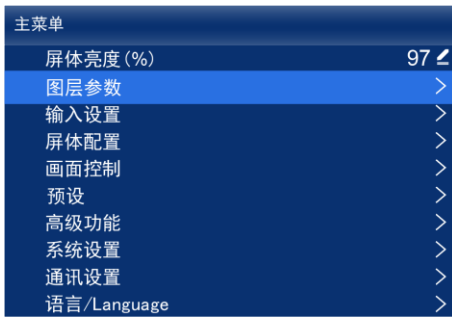 主菜单
屏体亮度(%) 97
图层参数
输入设置
屏体配置
画面控制
预设
高级功能
系统设置
通讯设置
语言/Language